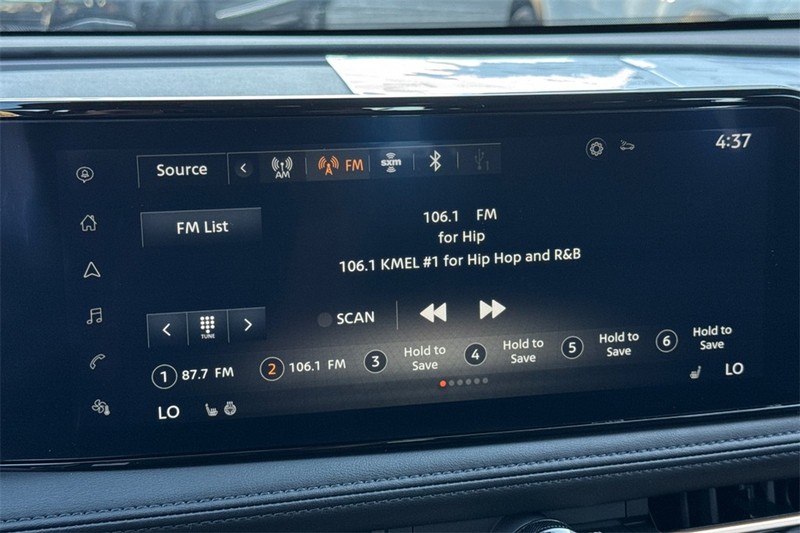 4:37
Source
AM
FM
sxm
FM List
106.1 FM
for Hip
106.1 KMEL #1 for Hip Hop and R&B
TUNE
SCAN
1 87.7 FM
2 106.1 FM
3 Hold to
Save
4 Hold to
Save
5 Hold to
Save
6 Hold to
Save
LO
LO